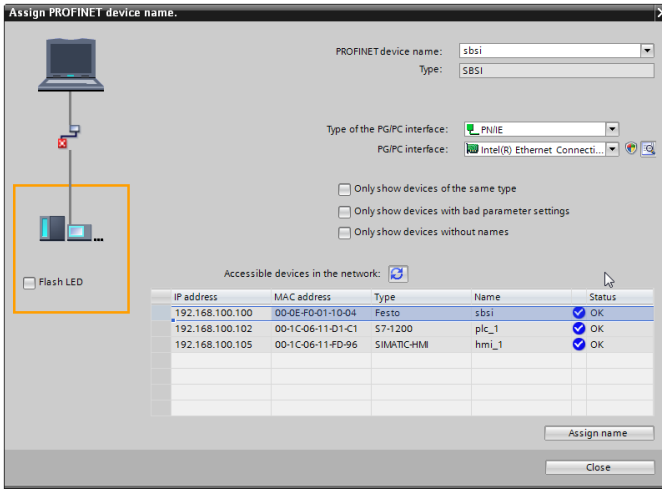 Assign PROFINET device name.
PROFINET device name: sbsi
Type: SBSI
Type of the PG/PC interface: PN/IE
PG/PC interface: Intel(R) Ethernet Connecti...
Only show devices of the same type
Only show devices with bad parameter settings
Only show devices without names
...
Flash LED
Accessible devices in the network:
IP address MAC address Type Name Status
192.168.100.100 00-0E-F0-01-10-04 Festo sbsi OK
192.168.100.102 00-1C-06-11-D1-C1 S7-1200 plc_1 OK
192.168.100.105 00-1C-06-11-FD-96 SIMATIC-HMI hmi_1 OK
Assign name
Close